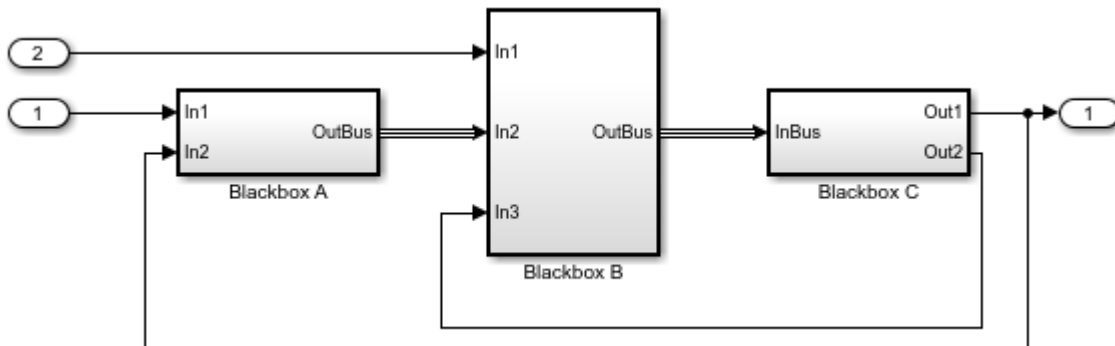 2
In1
1
In1
In2
OutBus
Blackbox A
In2
In3
OutBus
Blackbox B
InBus
Out1
Out2
Blackbox C
1